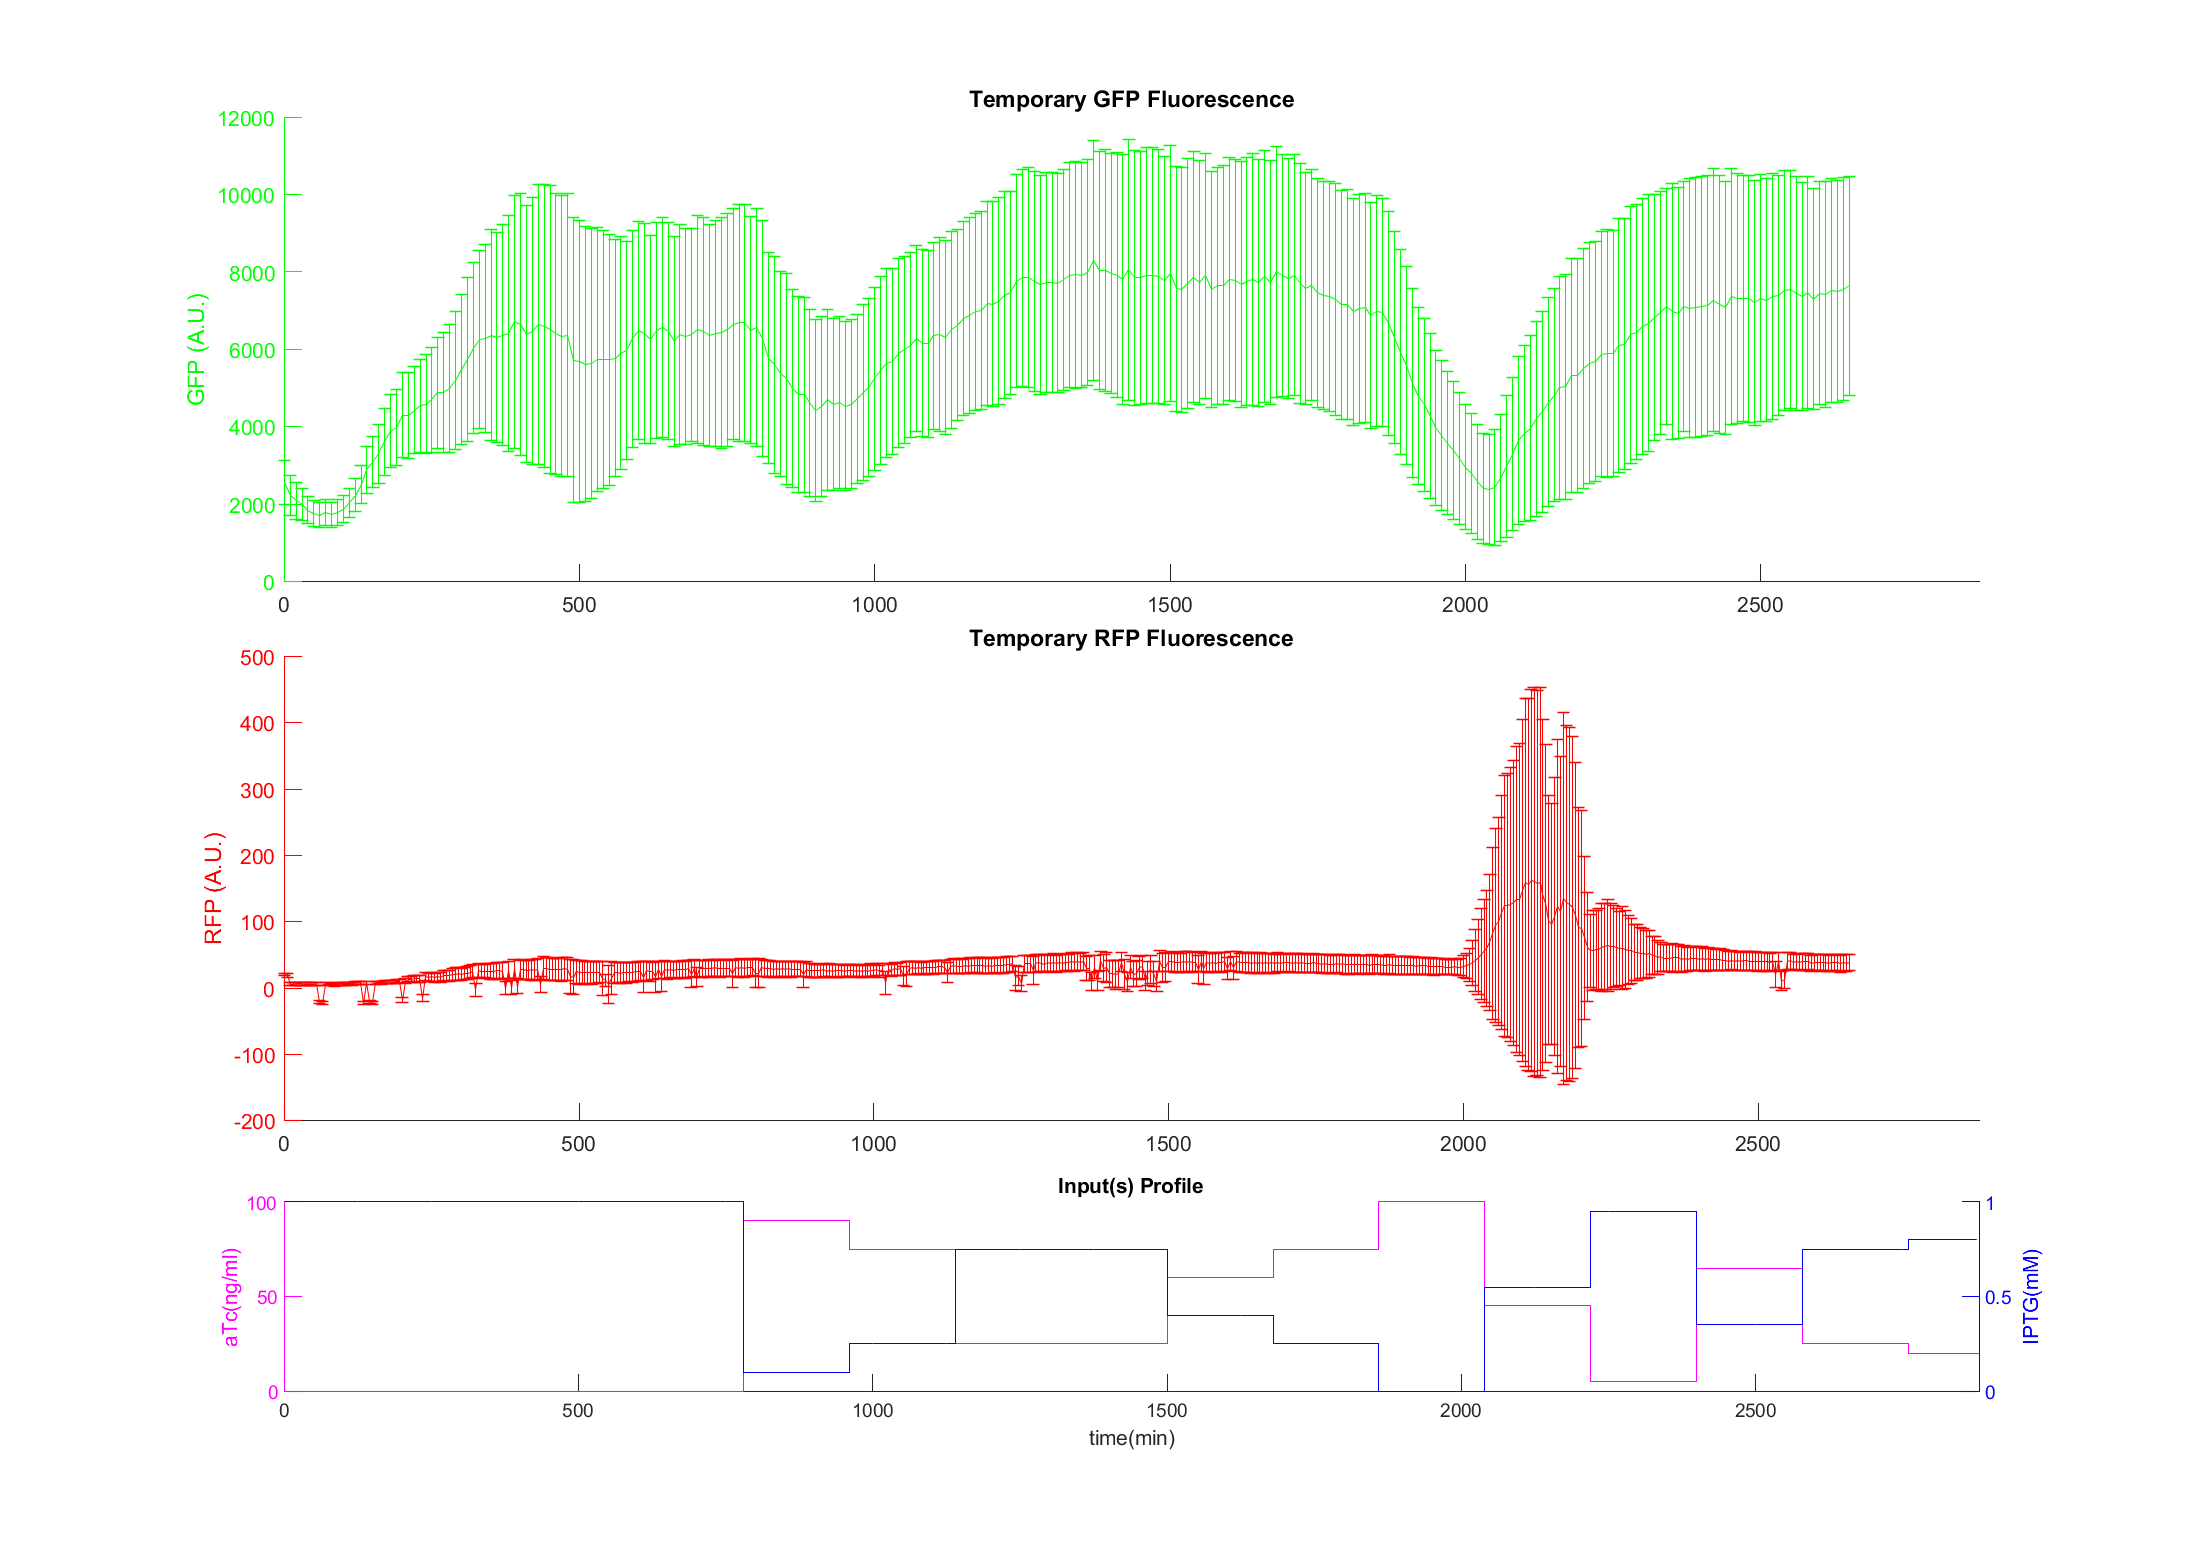 Temporary GFP Fluorescence
12000
10000
8000
6000
4000
2000
0
GFP (A.U.)
0 500 1000 1500 2000 2500
Temporary RFP Fluorescence
500
400
300
200
100
0
-100
-200
RFP (A.U.)
0 500 1000 1500 2000 2500
Input(s) Profile
100
50
0
aTc(ng/ml)
1
0.5
0
IPTG(mM)
0 500 1000 1500 2000 2500
time(min)